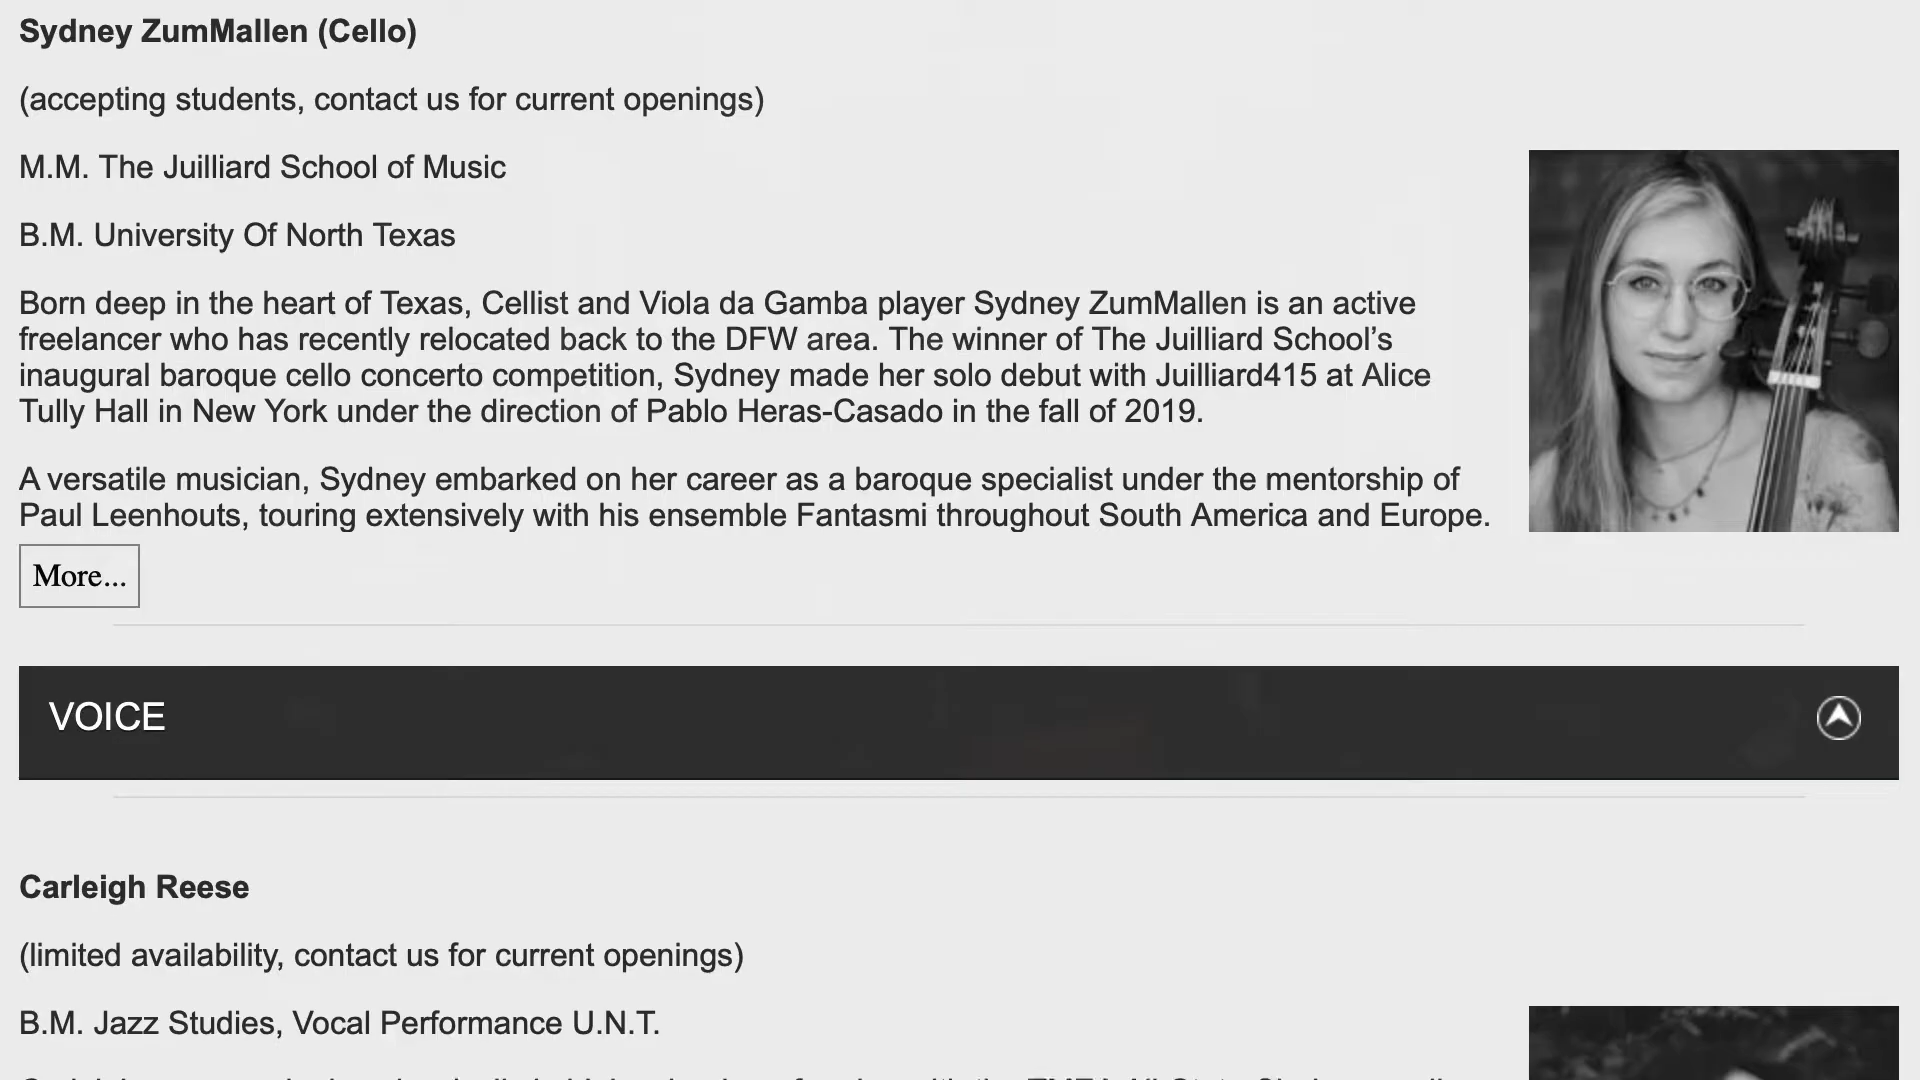 Sydney ZumMallen (Cello)
(accepting students, contact us for current openings)
M.M. The Juilliard School of Music
B.M. University Of North Texas
Born deep in the heart of Texas, Cellist and Viola da Gamba player Sydney ZumMallen is an active
freelancer who has recently relocated back to the DFW area. The winner of The Juilliard School’s
inaugural baroque cello concerto competition, Sydney made her solo debut with Juilliard415 at Alice
Tully Hall in New York under the direction of Pablo Heras-Casado in the fall of 2019.
A versatile musician, Sydney embarked on her career as a baroque specialist under the mentorship of
Paul Leenhouts, touring extensively with his ensemble Fantasmi throughout South America and Europe.
More...
VOICE
Carleigh Reese
(limited availability, contact us for current openings)
B.M. Jazz Studies, Vocal Performance U.N.T.